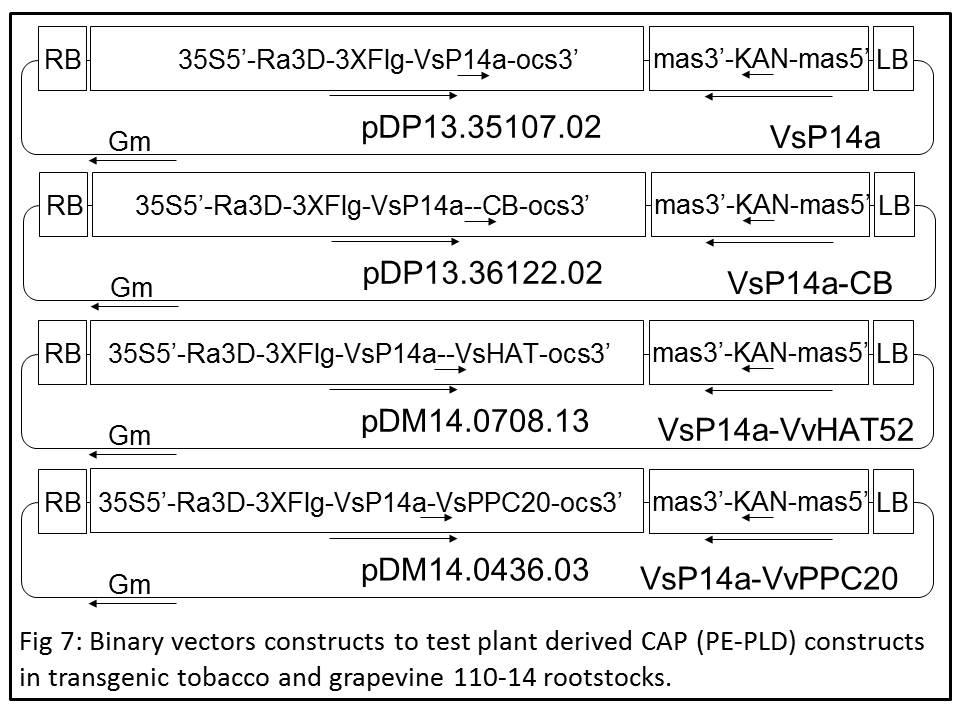 RB 35S5’-Ra3D-3XFlg-VsP14a-ocs3’ mas3’-KAN-mas5’ LB
pDP13.35107.02
VsP14a
Gm
RB 35S5’-Ra3D-3XFlg-VsP14a--CB-ocs3’ mas3’-KAN-mas5’ LB
pDP13.36122.02
VsP14a-CB
Gm
RB 35S5’-Ra3D-3XFlg-VsP14a--VsHAT-ocs3’ mas3’-KAN-mas5’ LB
pDM14.0708.13
VsP14a-VvHAT52
Gm
RB 35S5’-Ra3D-3XFlg-VsP14a-VsPPC20-ocs3’ mas3’-KAN-mas5’ LB
pDM14.0436.03
VsP14a-VvPPC20
Gm
Fig 7: Binary vectors constructs to test plant derived CAP (PE-PLD) constructs
in transgenic tobacco and grapevine 110-14 rootstocks.